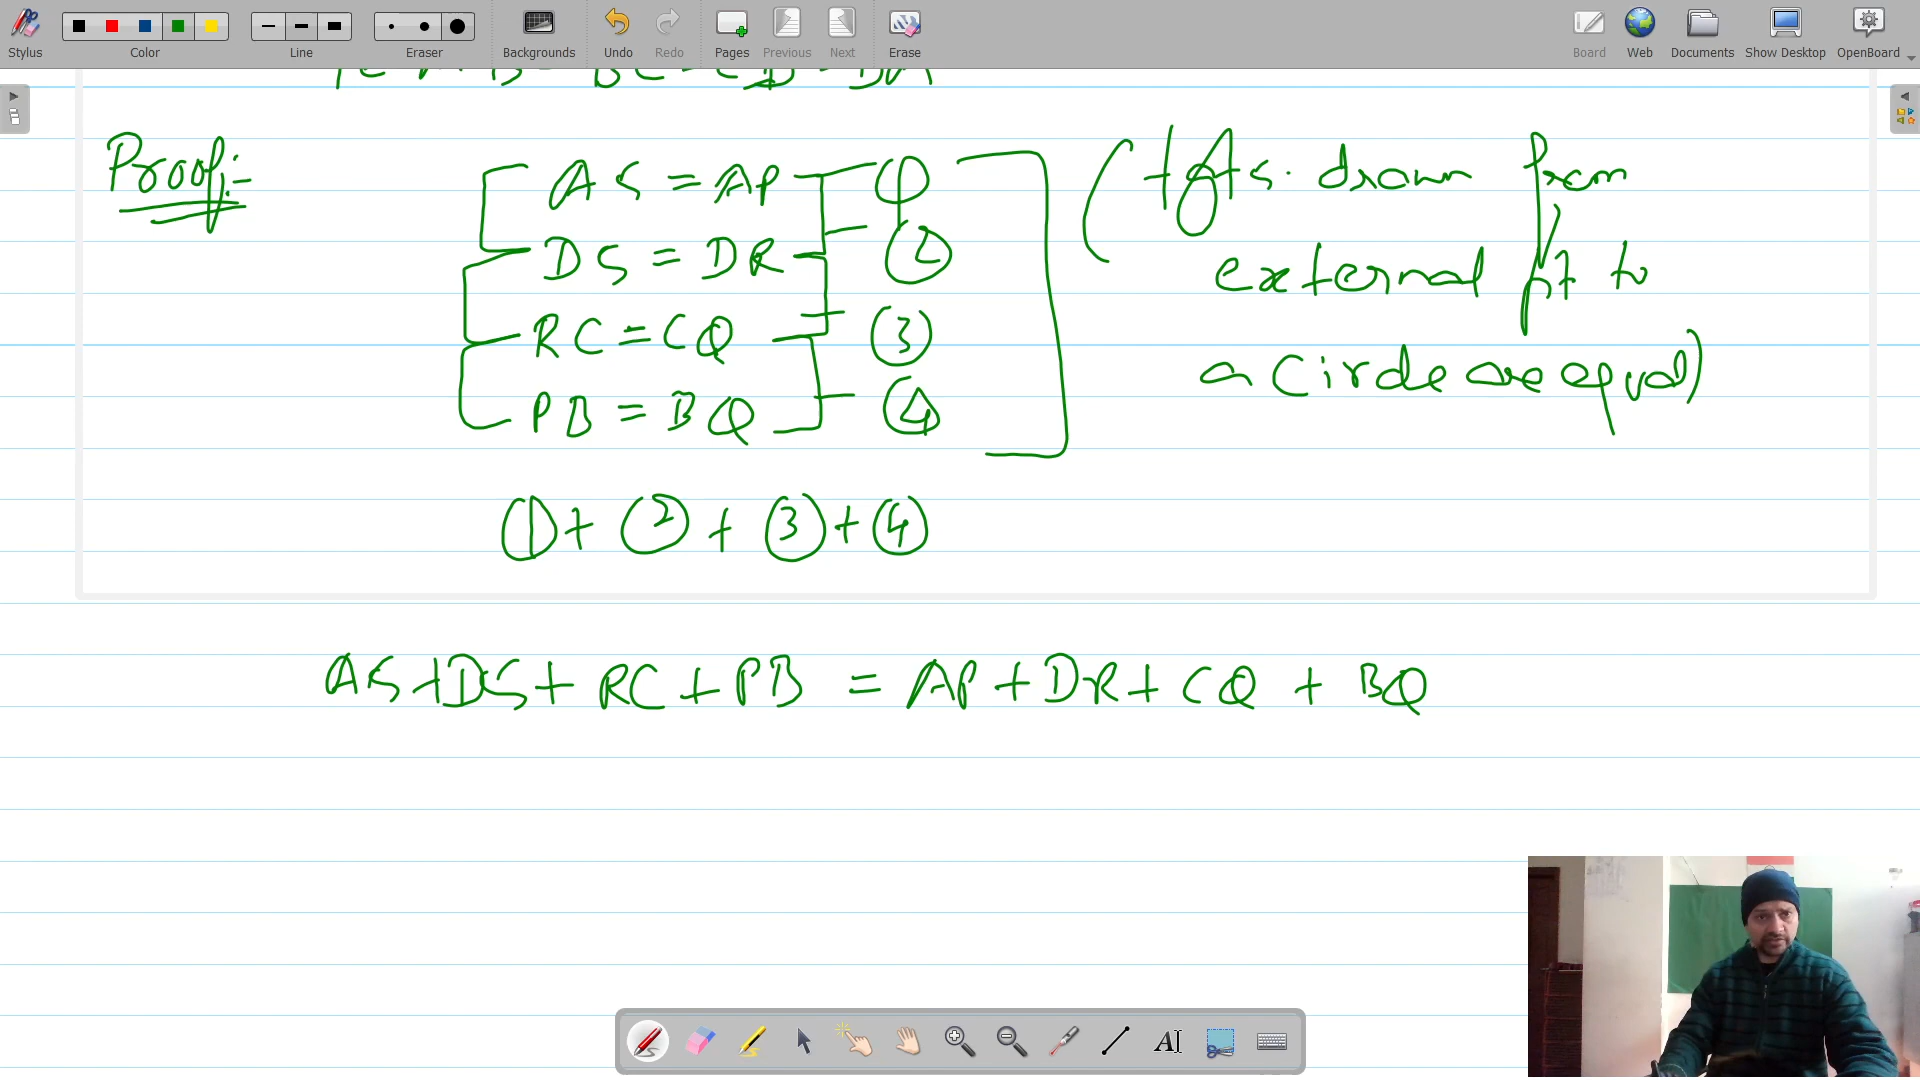 Stylus Color Line Eraser Backgrounds Undo Redo Pages Previous Next Erase Board Web Documents Show Desktop OpenBoard
Proof:-
AS = AP - ①
DS = DR - ②
RC = CQ - ③
PB = BQ - ④
(tgts. drawn from
external pt to
a circle are equal)
① + ② + ③ + ④
AS+DS+ RC + PB = AP + DR + CQ + BQ